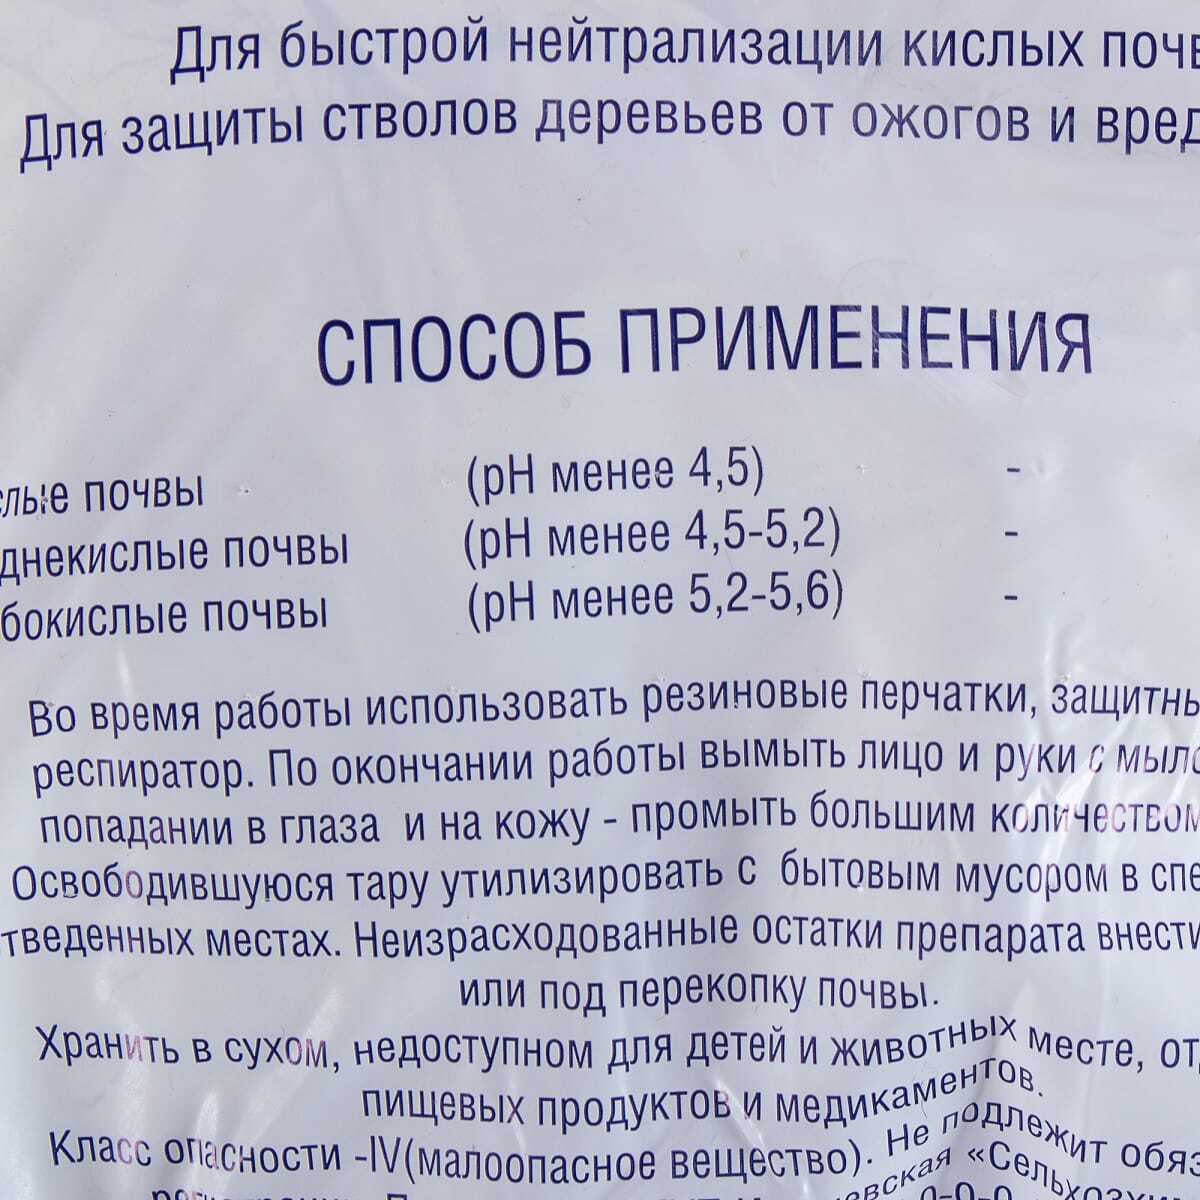 Для быстрой нейтрализации кислых почв
Для защиты стволов деревьев от ожогов и вред
СПОСОБ ПРИМЕНЕНИЯ
слые почвы (pH менее 4,5) -
днекислые почвы (pH менее 4,5-5,2) -
бокислые почвы (pH менее 5,2-5,6) -
Во время работы использовать резиновые перчатки, защитны
респиратор. По окончании работы вымыть лицо и руки с мыло
попадании в глаза и на кожу - промыть большим количеством
Освободившуюся тару утилизировать с бытовым мусором в спе
тведенных местах. Неизрасходованные остатки препарата внести
или под перекопку почвы.
Хранить в сухом, недоступном для детей и животных месте, от
пищевых продуктов и медикаментов.
Класс опасности -IV(малоопасное вещество). Не подлежит обяз
евская «Сельхозхи